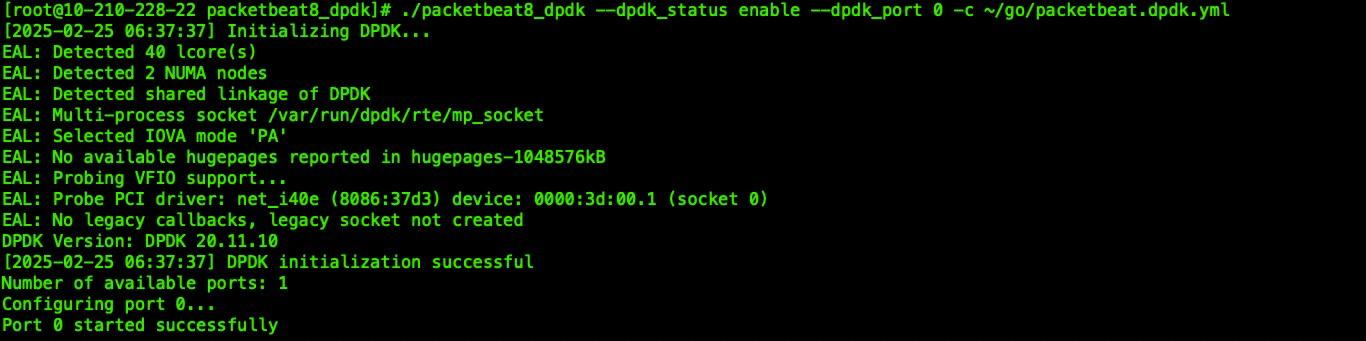 [root@10-210-228-22 packetbeat8_dpdk]# ./packetbeat8_dpdk --dpdk_status enable --dpdk_port 0 -c ~/go/packetbeat.dpdk.yml
[2025-02-25 06:37:37] Initializing DPDK...
EAL: Detected 40 lcore(s)
EAL: Detected 2 NUMA nodes
EAL: Detected shared linkage of DPDK
EAL: Multi-process socket /var/run/dpdk/rte/mp_socket
EAL: Selected IOVA mode 'PA'
EAL: No available hugepages reported in hugepages-1048576kB
EAL: Probing VFIO support...
EAL: Probe PCI driver: net_i40e (8086:37d3) device: 0000:3d:00.1 (socket 0)
EAL: No legacy callbacks, legacy socket not created
DPDK Version: DPDK 20.11.10
[2025-02-25 06:37:37] DPDK initialization successful
Number of available ports: 1
Configuring port 0...
Port 0 started successfully